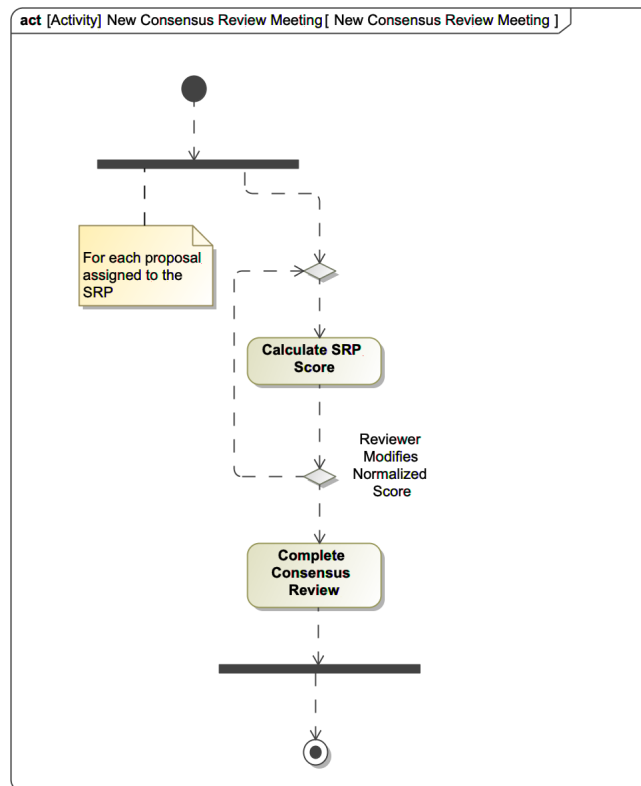 act [Activity] New Consensus Review Meeting [ New Consensus Review Meeting ]
For each proposal
assigned to the
SRP
Calculate SRP
Score
Reviewer
Modifies
Normalized
Score
Complete
Consensus
Review